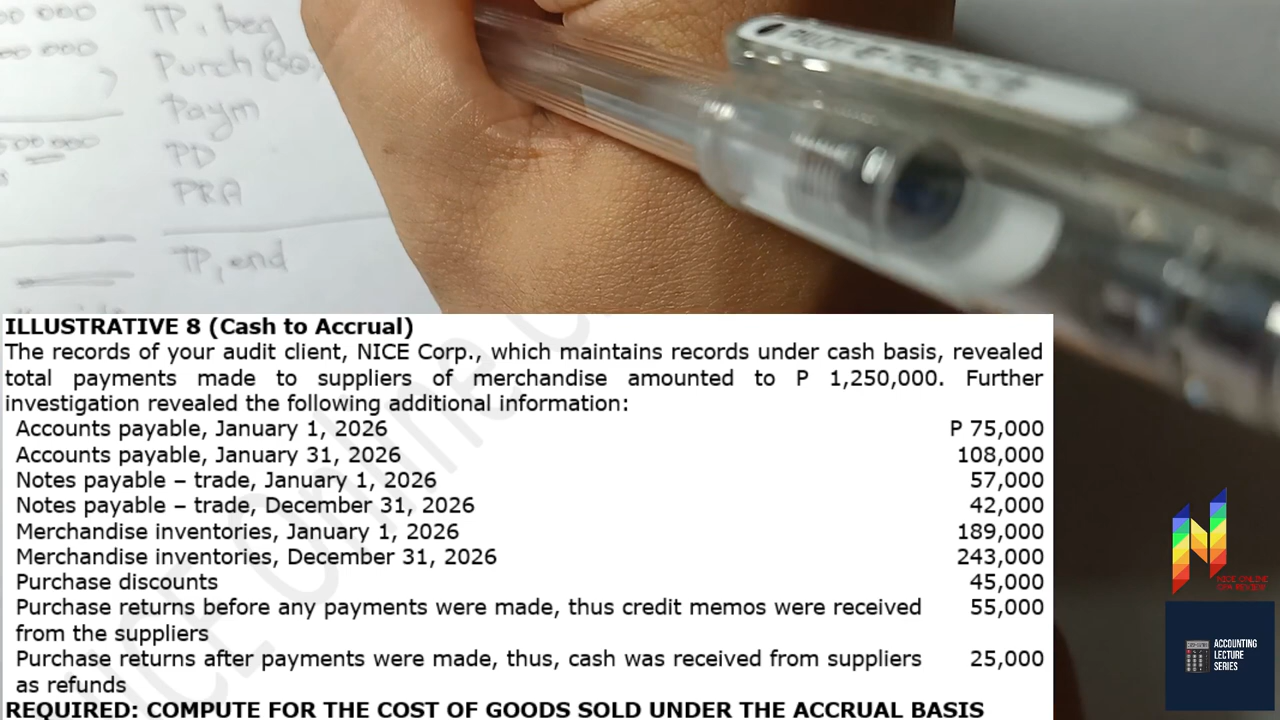 TP, beg
Purch
Paym
PD
PRA
TP, end
ILLUSTRATIVE 8 (Cash to Accrual)
The records of your audit client, NICE Corp., which maintains records under cash basis, revealed
total payments made to suppliers of merchandise amounted to P 1,250,000. Further
investigation revealed the following additional information:
Accounts payable, January 1, 2026 P 75,000
Accounts payable, January 31, 2026 108,000
Notes payable – trade, January 1, 2026 57,000
Notes payable – trade, December 31, 2026 42,000
Merchandise inventories, January 1, 2026 189,000
Merchandise inventories, December 31, 2026 243,000
Purchase discounts 45,000
Purchase returns before any payments were made, thus credit memos were received 55,000
from the suppliers
Purchase returns after payments were made, thus, cash was received from suppliers 25,000
as refunds
REQUIRED: COMPUTE FOR THE COST OF GOODS SOLD UNDER THE ACCRUAL BASIS
NICE ONLINE
CPA REVIEW
ACCOUNTING
LECTURE
SERIES